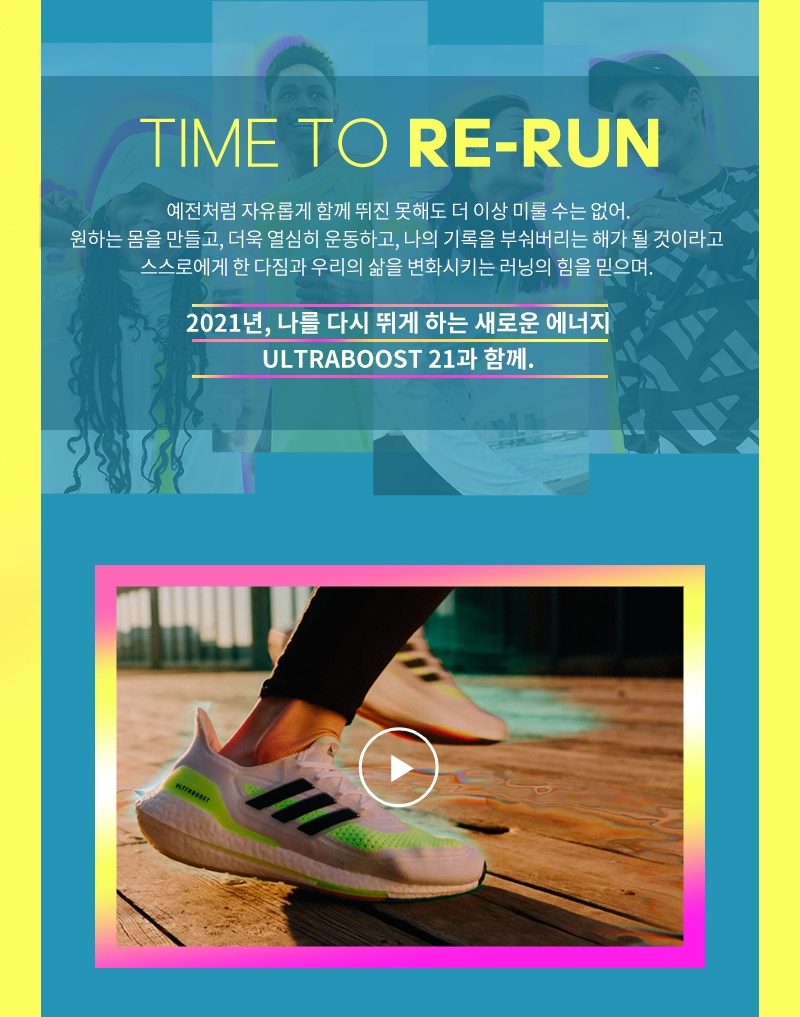 TIME TO RE-RUN
예전처럼 자유롭게 함께 뛰진 못해도 더 이상 미룰 수는 없어.
원하는 몸을 만들고, 더욱 열심히 운동하고, 나의 기록을 부숴버리는 해가 될 것이라고
스스로에게 한 다짐과 우리의 삶을 변화시키는 러닝의 힘을 믿으며.
2021년, 나를 다시 뛰게 하는 새로운 에너지
ULTRABOOST 21과 함께.
ULTRABOOST